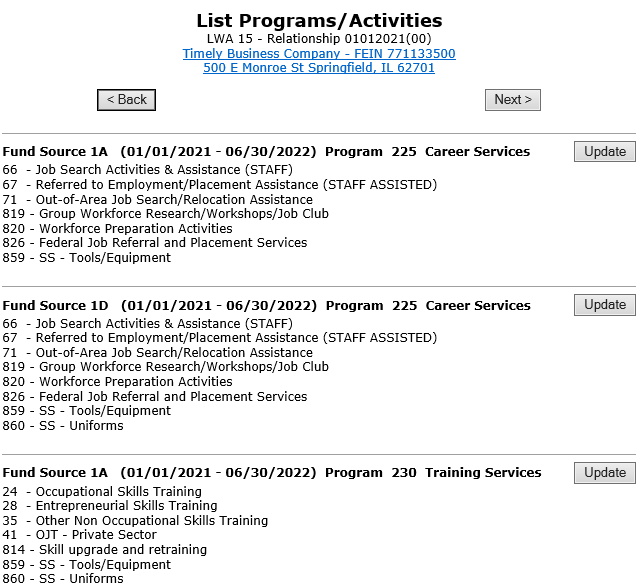 List Programs/Activities
LWA 15 - Relationship 01012021(00)
Timely Business Company - FEIN 771133500
500 E Monroe St Springfield, IL 62701
< Back
Next >
Fund Source 1A (01/01/2021 - 06/30/2022) Program 225 Career Services
Update
66 - Job Search Activities & Assistance (STAFF)
67 - Referred to Employment/Placement Assistance (STAFF ASSISTED)
71 - Out-of-Area Job Search/Relocation Assistance
819 - Group Workforce Research/Workshops/Job Club
820 - Workforce Preparation Activities
826 - Federal Job Referral and Placement Services
859 - SS - Tools/Equipment
Fund Source 1D (01/01/2021 - 06/30/2022) Program 225 Career Services
Update
66 - Job Search Activities & Assistance (STAFF)
67 - Referred to Employment/Placement Assistance (STAFF ASSISTED)
71 - Out-of-Area Job Search/Relocation Assistance
819 - Group Workforce Research/Workshops/Job Club
820 - Workforce Preparation Activities
826 - Federal Job Referral and Placement Services
859 - SS - Tools/Equipment
860 - SS - Uniforms
Fund Source 1A (01/01/2021 - 06/30/2022) Program 230 Training Services
Update
24 - Occupational Skills Training
28 - Entrepreneurial Skills Training
35 - Other Non Occupational Skills Training
41 - OJT - Private Sector
814 - Skill upgrade and retraining
859 - SS - Tools/Equipment
860 - SS - Uniforms